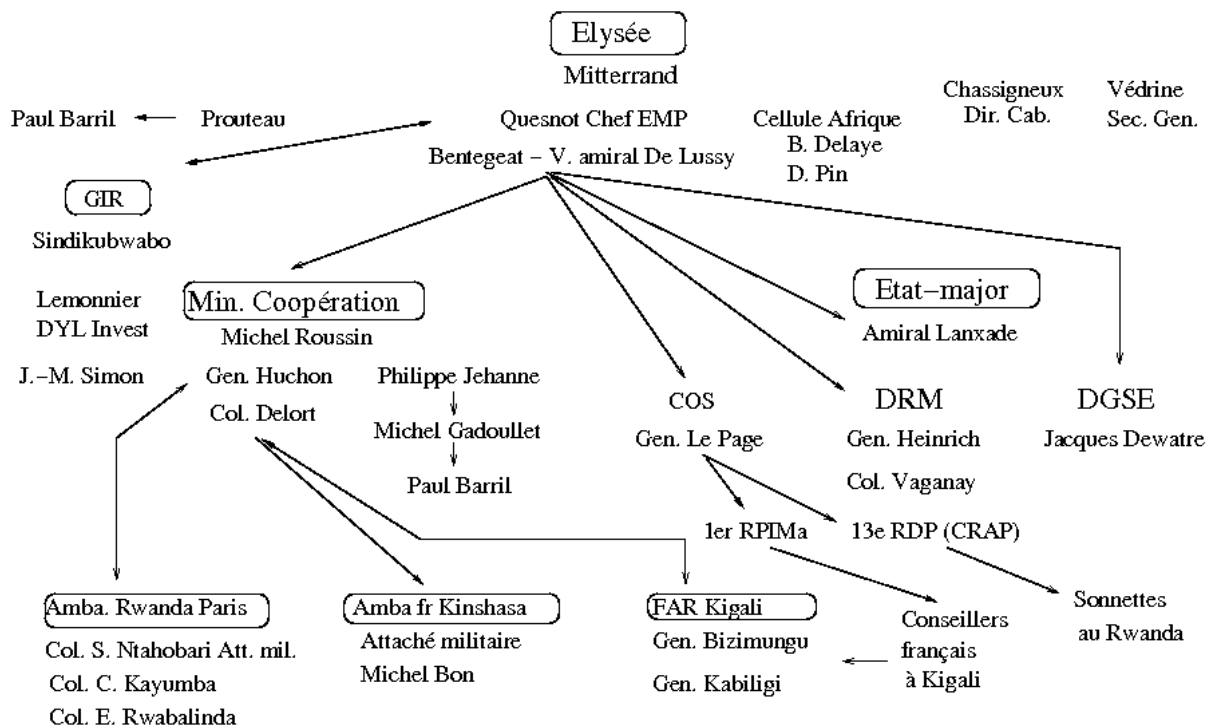 Elysée
Mitterrand
Chassigneux
Dir. Cab.
Védrine
Sec. Gen.
Paul Barril
Prouteau
Quesnot Chef EMP
Cellule Afrique
B. Delaye
D. Pin
Bentegeat – V. amiral De Lussy
GIR
Sindikubwabo
Lemonnier
DYL Invest
Min. Coopération
Michel Roussin
Etat–major
Amiral Lanxade
J.–M. Simon
Gen. Huchon
Col. Delort
Philippe Jehanne
Michel Gadoullet
Paul Barril
COS
Gen. Le Page
DRM
Gen. Heinrich
Col. Vaganay
DGSE
Jacques Dewatre
1er RPIMa
13e RDP (CRAP)
Amba. Rwanda Paris
Col. S. Ntahobari Att. mil.
Col. C. Kayumba
Col. E. Rwabalinda
Amba fr Kinshasa
Attaché militaire
Michel Bon
FAR Kigali
Gen. Bizimungu
Gen. Kabiligi
Conseillers
français
à Kigali
Sonnettes
au Rwanda